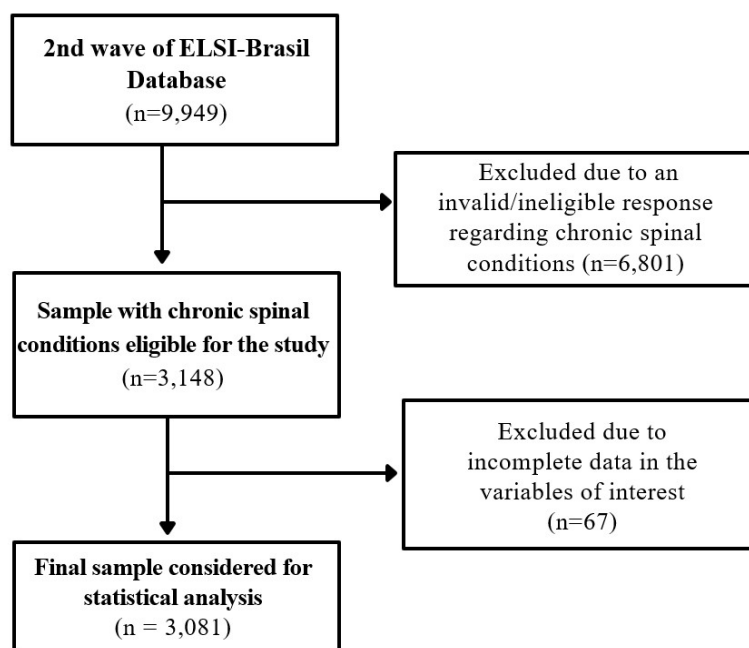 2nd wave of ELSI-Brasil
Database
(n=9,949)
Excluded due to an
invalid/ineligible response
regarding chronic spinal
conditions (n=6,801)
Sample with chronic spinal
conditions eligible for the study
(n=3,148)
Excluded due to
incomplete data in the
variables of interest
(n=67)
Final sample considered for
statistical analysis
(n = 3,081)